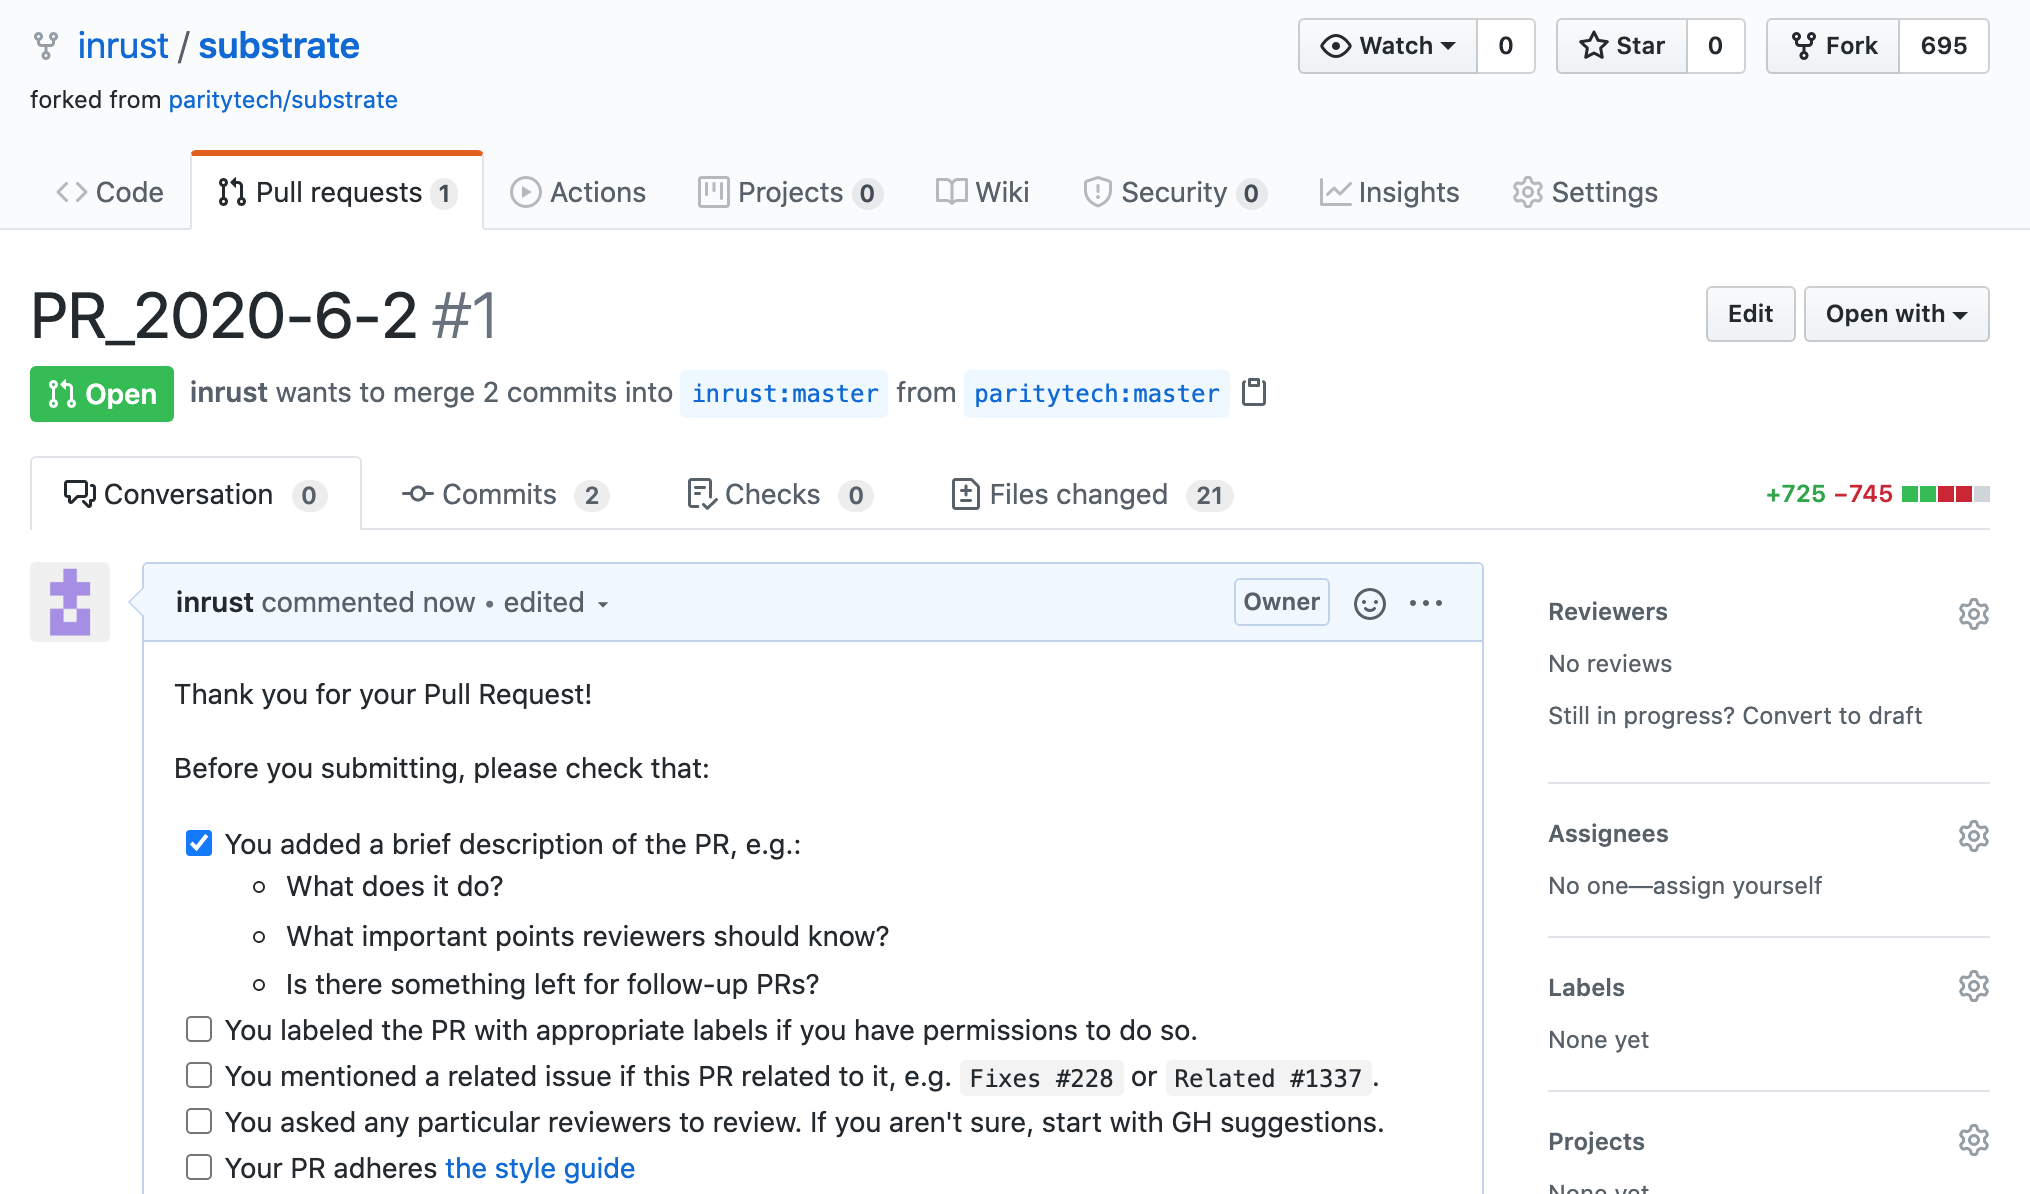 inrust / substrate
Watch 0 Star 0 Fork 695
forked from paritytech/substrate
Code Pull requests 1 Actions Projects 0 Wiki Security 0 Insights Settings
PR_2020-6-2 #1
Edit Open with
Open inrust wants to merge 2 commits into inrust:master from paritytech:master
Conversation 0 Commits 2 Checks 0 Files changed 21 +725 −745
inrust commented now • edited Owner
Thank you for your Pull Request!
Before you submitting, please check that:
You added a brief description of the PR, e.g.:
What does it do?
What important points reviewers should know?
Is there something left for follow-up PRs?
You labeled the PR with appropriate labels if you have permissions to do so.
You mentioned a related issue if this PR related to it, e.g. Fixes #228 or Related #1337.
You asked any particular reviewers to review. If you aren't sure, start with GH suggestions.
Your PR adheres the style guide
Reviewers
No reviews
Still in progress? Convert to draft
Assignees
No one—assign yourself
Labels
None yet
Projects
None yet